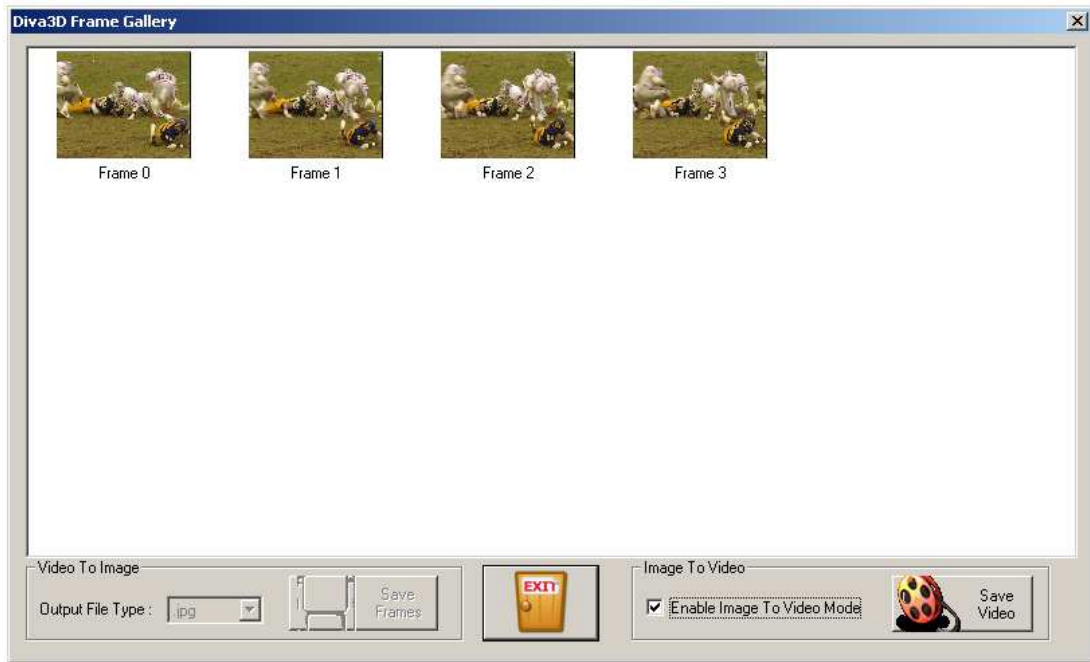 Diva3D Frame Gallery
Frame 0
Frame 1
Frame 2
Frame 3
Video To Image
Output File Type :
.jpg
Save
Frames
EXIT
Image To Video
Enable Image To Video Mode
Save
Video